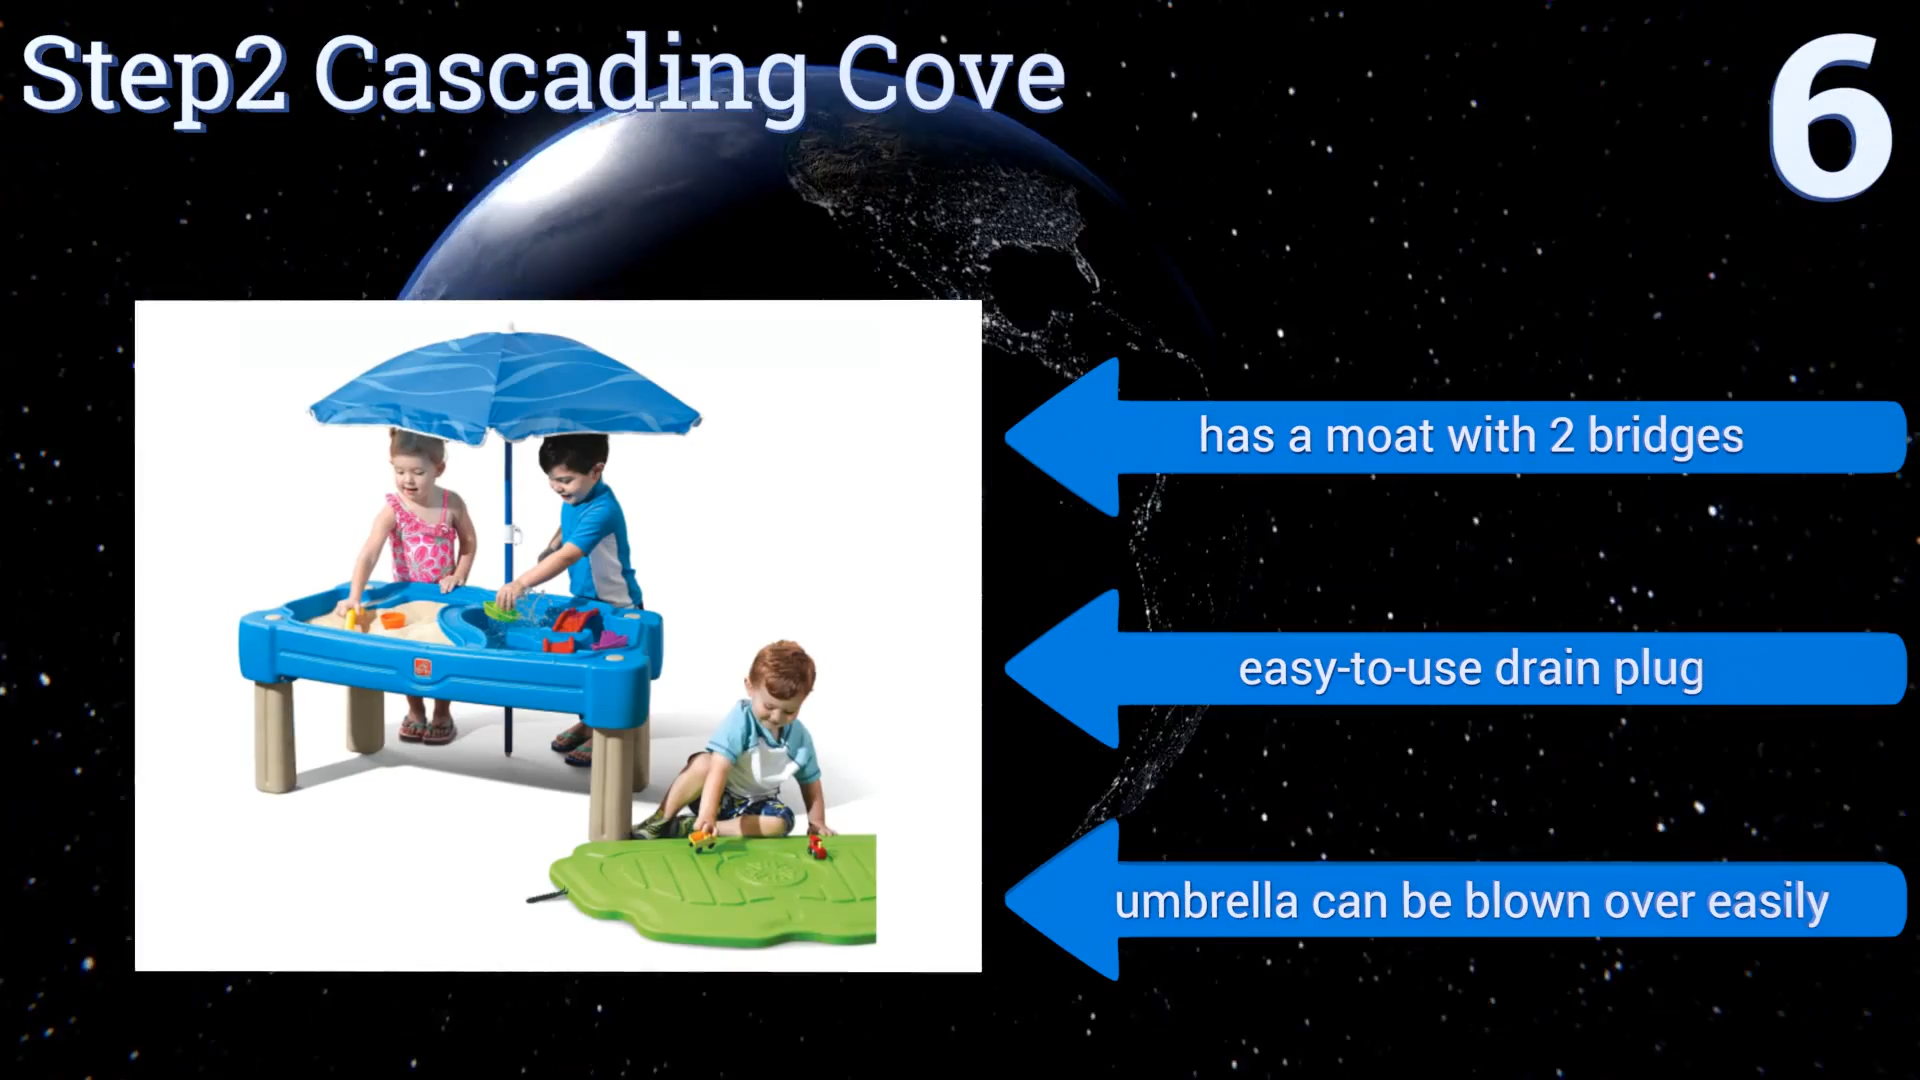 Step2 Cascading Cove
6
has a moat with 2 bridges
easy-to-use drain plug
umbrella can be blown over easily